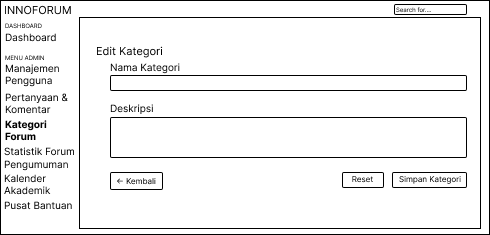 INNOFORUM
Search for....
DASHBOARD
Dashboard
MENU ADMIN
Manajemen
Pengguna
Pertanyaan &
Komentar
Kategori
Forum
Statistik Forum
Pengumuman
Kalender
Akademik
Pusat Bantuan
Edit Kategori
Nama Kategori
Deskripsi
← Kembali
Reset
Simpan Kategori